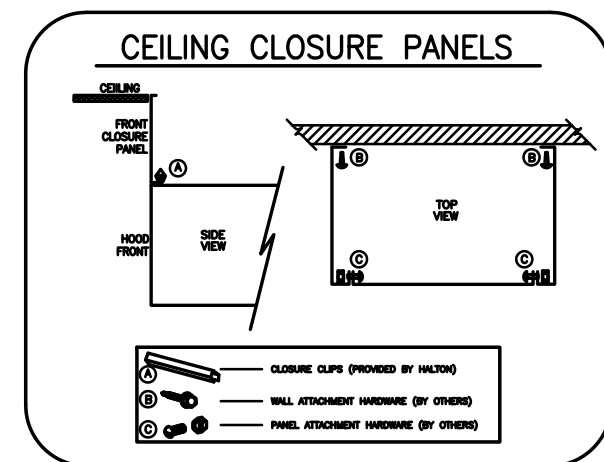 CEILING CLOSURE PANELS
CEIILING
FRONT
CLOSURE
PANEL
A
HOOD
FRONT
SIDE
VIEW
B
B
TOP
VIEW
C
C
A
CLOSURE CLIPS (PROVIDED BY HALTON)
B
WALL ATTACHMENT HARDWARE (BY OTHERS)
C
PANEL ATTACHMENT HARDWARE (BY OTHERS)